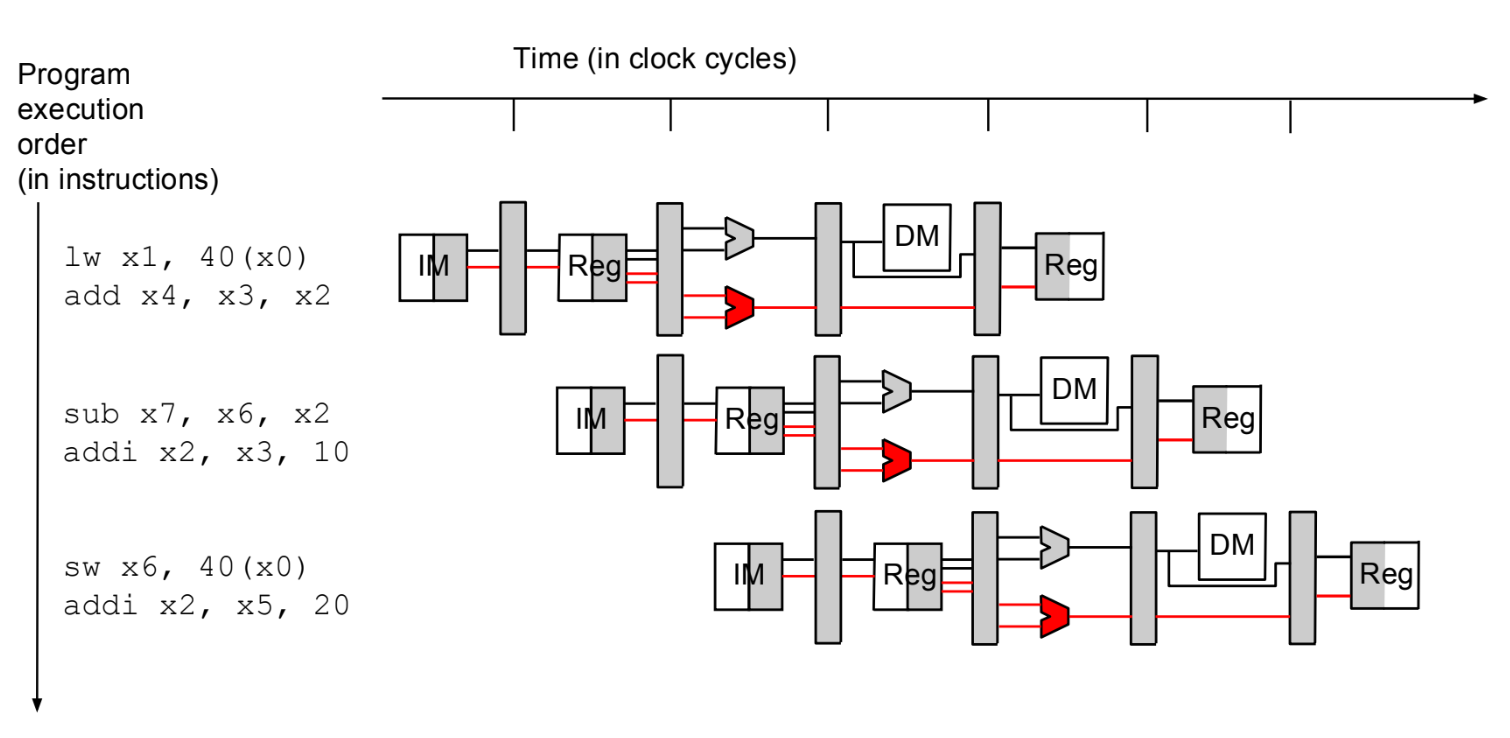 Time (in clock cycles)
Program
execution
order
(in instructions)
lw x1, 40(x0)
add x4, x3, x2
IM
Reg
DM
Reg
sub x7, x6, x2
addi x2, x3, 10
IM
Reg
DM
Reg
sw x6, 40(x0)
addi x2, x5, 20
IM
Reg
DM
Reg